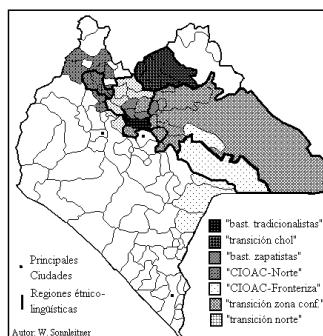 "bast. tradicionalistas"
"transición chol"
"bast. zapatistas"
"CIOAC-Norte"
"CIOAC-Fronteriza"
"transición zona conf."
"transición norte"
Principales
Ciudades
Regiones étnico-
lingüísticas
Autor: W. Sonnleitner